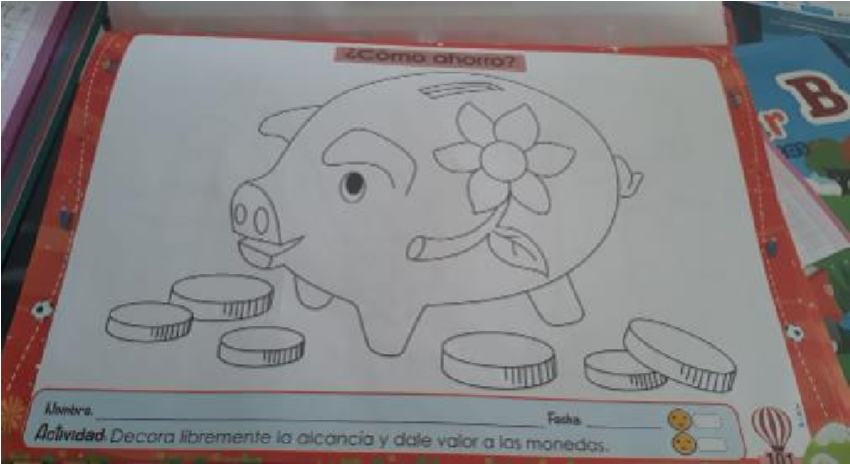 ¿Cómo ahorro?
B
Nombre:
Fecha:
Actividad: Decora libremente la alcancía y dale valor a las monedas.
101